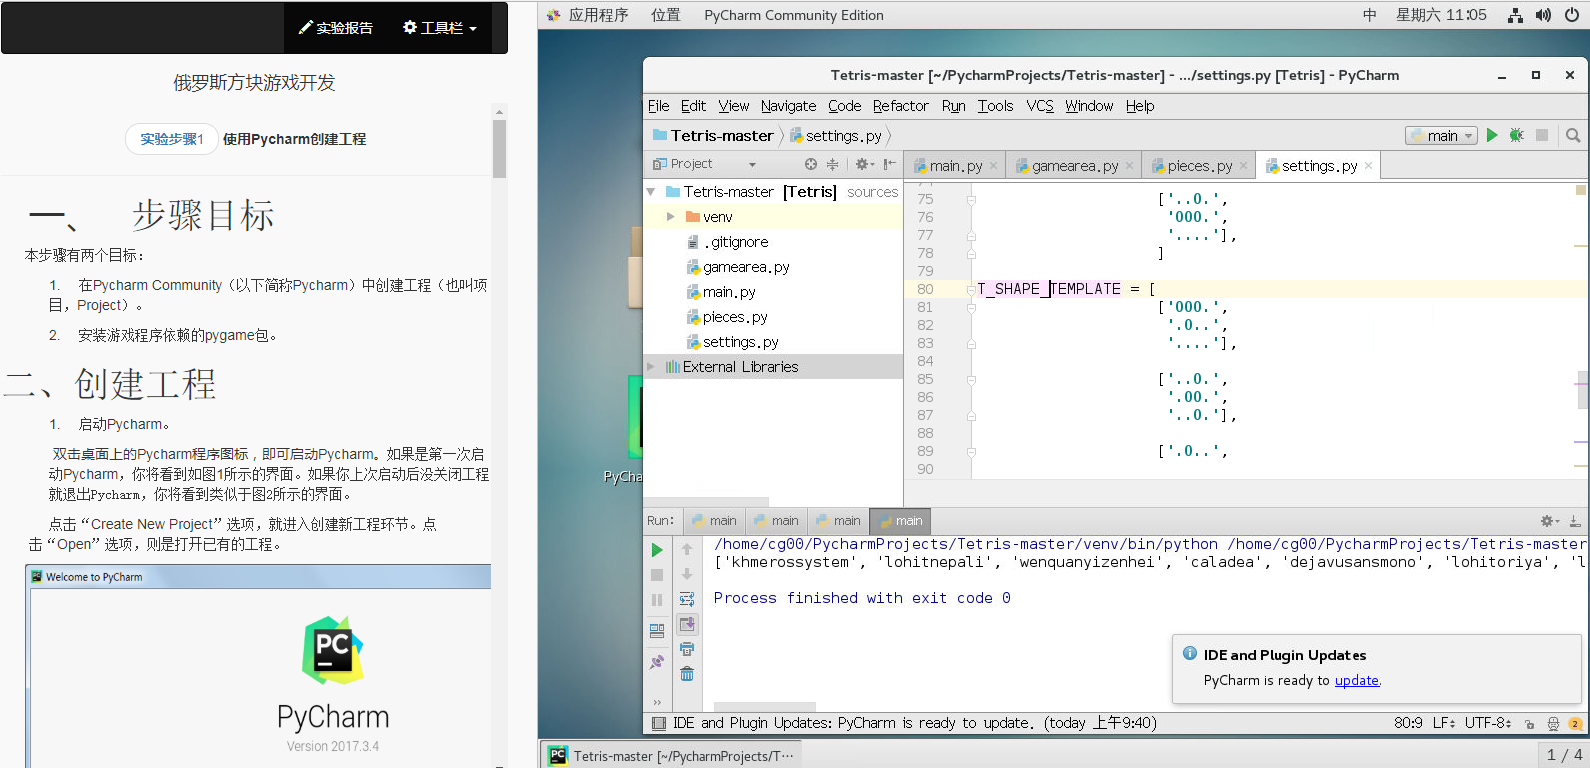 实验报告
工具栏
俄罗斯方块游戏开发
实验步骤1 使用Pycharm创建工程
一、 步骤目标
本步骤有两个目标：
1. 在Pycharm Community（以下简称Pycharm）中创建工程（也叫项
目，Project）。
2. 安装游戏程序依赖的pygame包。
二、创建工程
1. 启动Pycharm。
双击桌面上的Pycharm程序图标，即可启动Pycharm。如果是第一次启
动Pycharm，你将看到如图1所示的界面。如果你上次启动后没关闭工程
就退出Pycharm，你将看到类似于图2所示的界面。
点击“Create New Project”选项，就进入创建新工程环节。点
击“Open”选项，则是打开已有的工程。
Welcome to PyCharm
PC
PyCharm
Version 2017.3.4
应用程序 位置 PyCharm Community Edition 中 星期六 11:05
PyCha
Tetris-master [~/PycharmProjects/Tetris-master] - .../settings.py [Tetris] - PyCharm
File Edit View Navigate Code Refactor Run Tools VCS Window Help
Tetris-master settings.py main
Project
main.py gamearea.py pieces.py settings.py
Tetris-master [Tetris] sources
venv
.gitignore
gamearea.py
main.py
pieces.py
settings.py
External Libraries
75 ['..0.',
76 '000.',
77 '....'],
78 ]
79
80 T_SHAPE_TEMPLATE = [
81 ['000.',
82 '.0..',
83 '....'],
84
85 ['..0.',
86 '.00.',
87 '..0.'],
88
89 ['.0..',
90
Run: main main main main
/home/cg00/PycharmProjects/Tetris-master/venv/bin/python /home/cg00/PycharmProjects/Tetris-master
['khmerossystem', 'lohitnepali', 'wenquanyizenhei', 'caladea', 'dejavusansmono', 'lohitoriya', 'l
Process finished with exit code 0
IDE and Plugin Updates
PyCharm is ready to update.
IDE and Plugin Updates: PyCharm is ready to update. (today 上午9:40) 80:9 LF UTF-8 2
PC Tetris-master [~/PycharmProjects/T⋯ 1 / 4